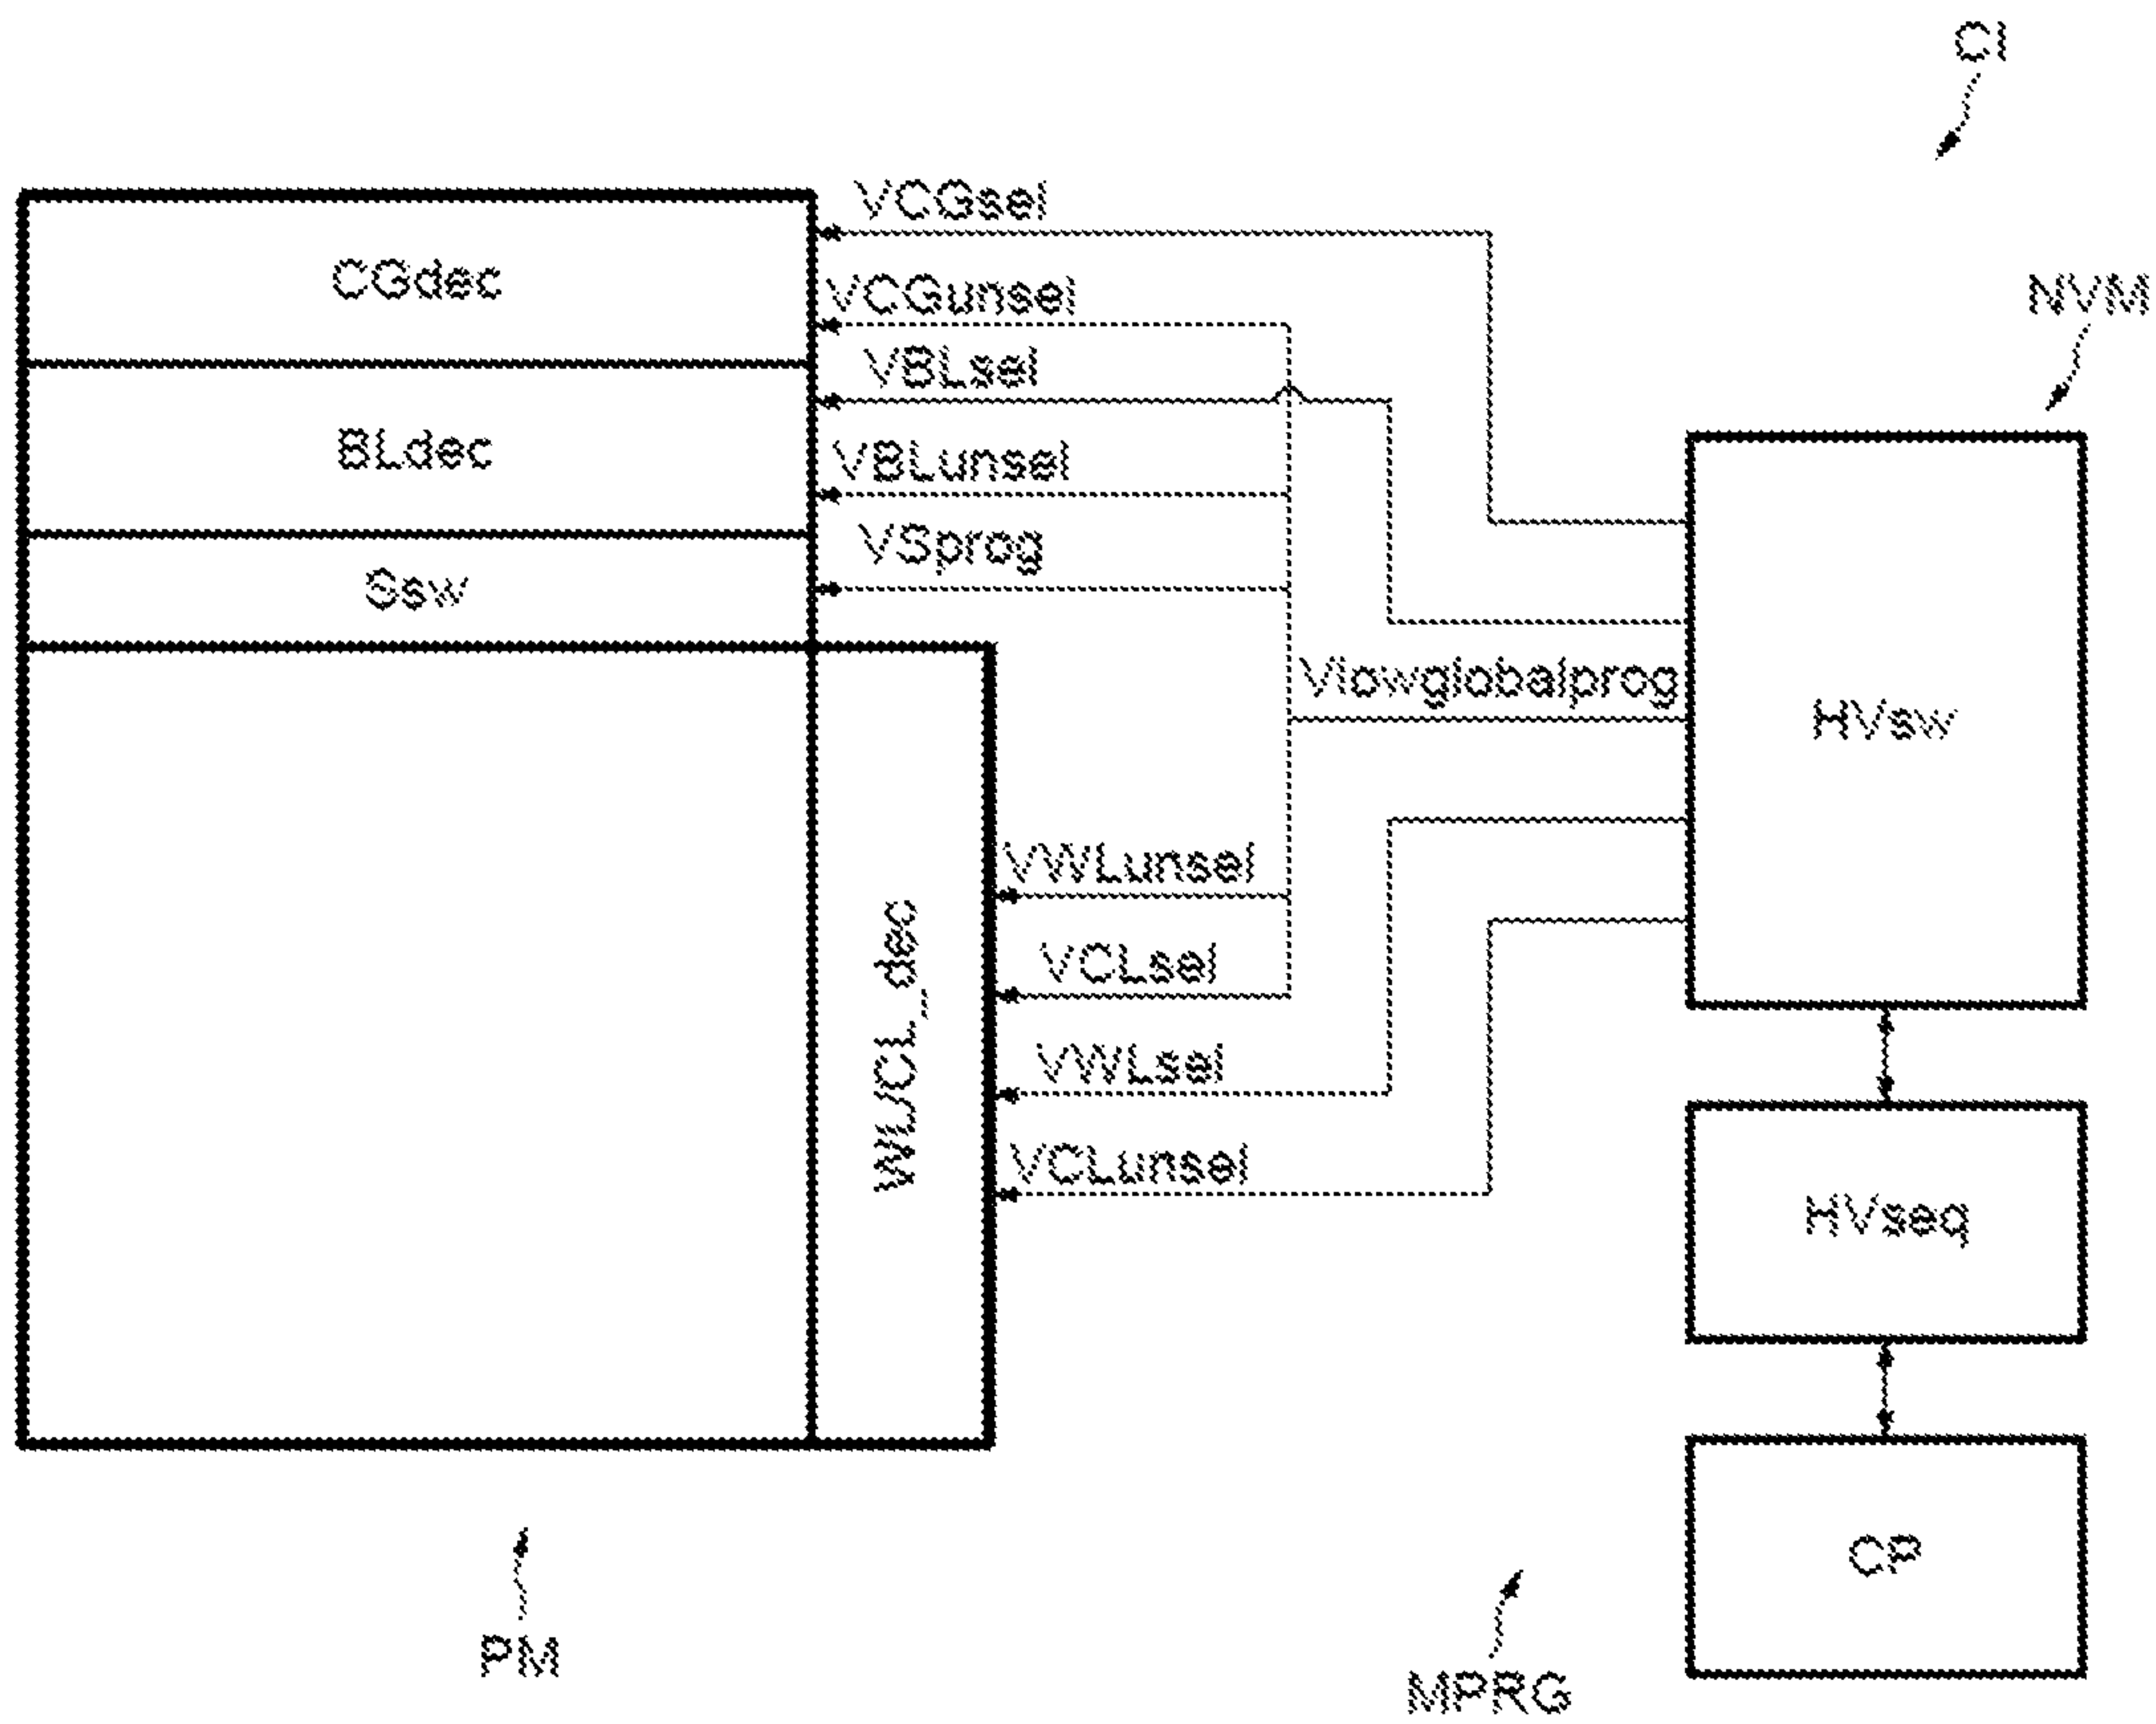 CI
VCGsel
CGdec
VCGunsel
NVM
VBLsel
BLdec
VBLunsel
VSprog
Ssw
Vlowglobalprog
HVsw
VWLunsel
VCLsel
WL/CL_dec
VWLsel
VCLunsel
HVseq
CP
PM
MPRG